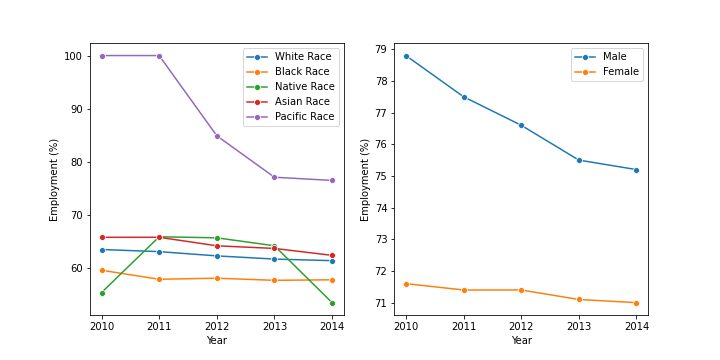 White Race
Black Race
Native Race
Asian Race
Pacific Race
100
90
80
70
60
Employment (%)
2010 2011 2012 2013 2014
Year
Male
Female
79
78
77
76
75
74
73
72
71
Employment (%)
2010 2011 2012 2013 2014
Year